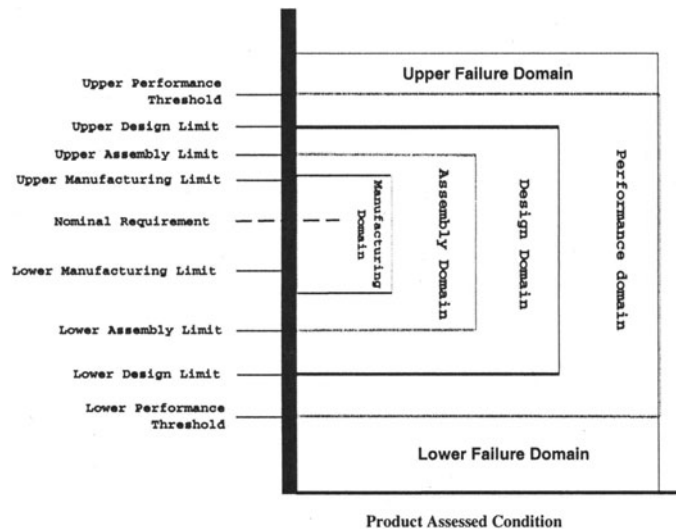 Upper Failure Domain
Upper Performance
Threshold
Upper Design Limit
Upper Assembly Limit
Upper Manufacturing Limit
Nominal Requirement
Lower Manufacturing Limit
Lower Assembly Limit
Lower Design Limit
Lower Performance
Threshold
Manufacturing
Domain
Assembly Domain
Design Domain
Performance domain
Lower Failure Domain
Product Assessed Condition